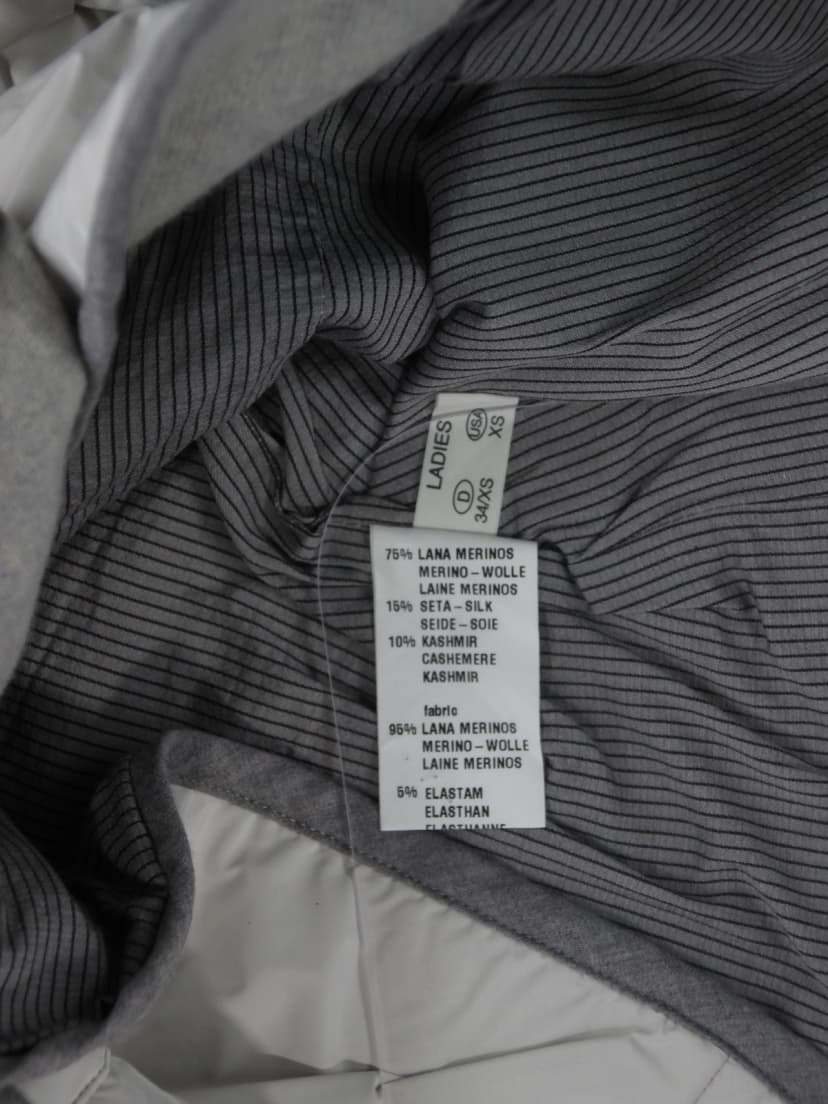 LADIES
D USA
34/XS XS
75% LANA MERINOS
MERINO – WOLLE
LAINE MERINOS
15% SETA – SILK
SEIDE – SOIE
10% KASHMIR
CASHEMERE
KASHMIR
fabric
95% LANA MERINOS
MERINO – WOLLE
LAINE MERINOS
5% ELASTAM
ELASTHAN
ELASTHANNE